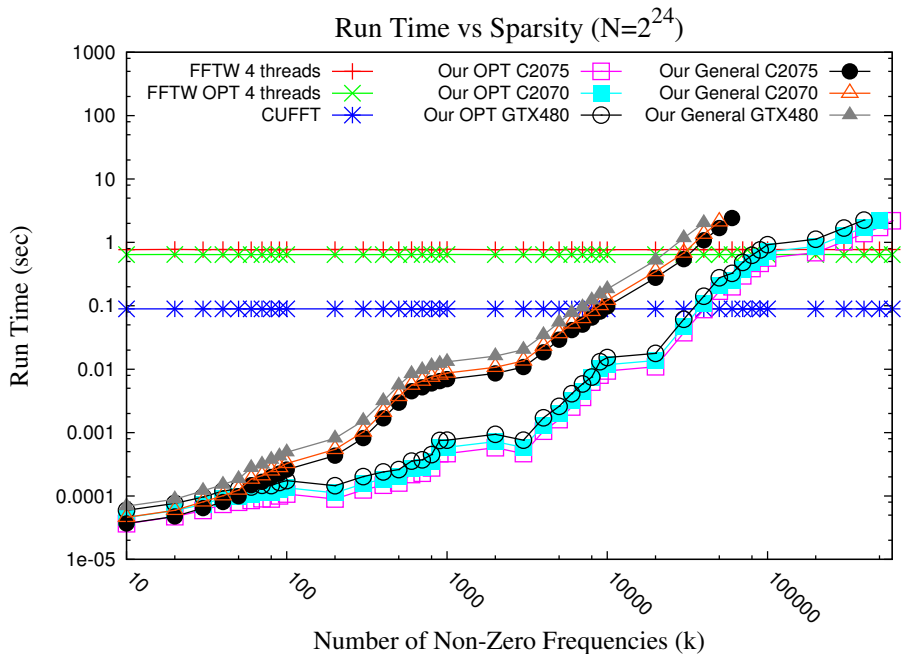 Run Time vs Sparsity (N=2^24)
1000
100
10
1
0.1
0.01
0.001
0.0001
1e-05
Run Time (sec)
FFTW 4 threads
FFTW OPT 4 threads
CUFFT
Our OPT C2075
Our OPT C2070
Our OPT GTX480
Our General C2075
Our General C2070
Our General GTX480
10
100
1000
10000
100000
Number of Non-Zero Frequencies (k)